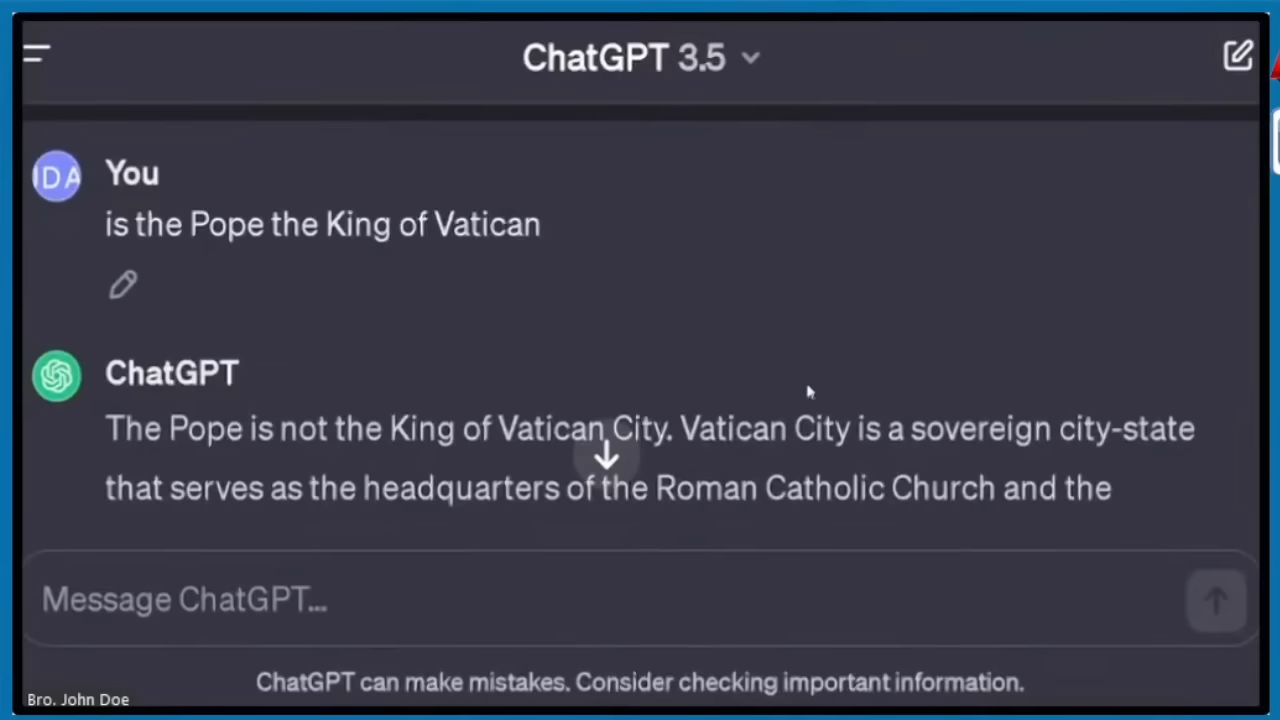 ChatGPT 3.5
DA
You
is the Pope the King of Vatican
ChatGPT
The Pope is not the King of Vatican City. Vatican City is a sovereign city-state
that serves as the headquarters of the Roman Catholic Church and the
Message ChatGPT...
ChatGPT can make mistakes. Consider checking important information.
Bro. John Doe